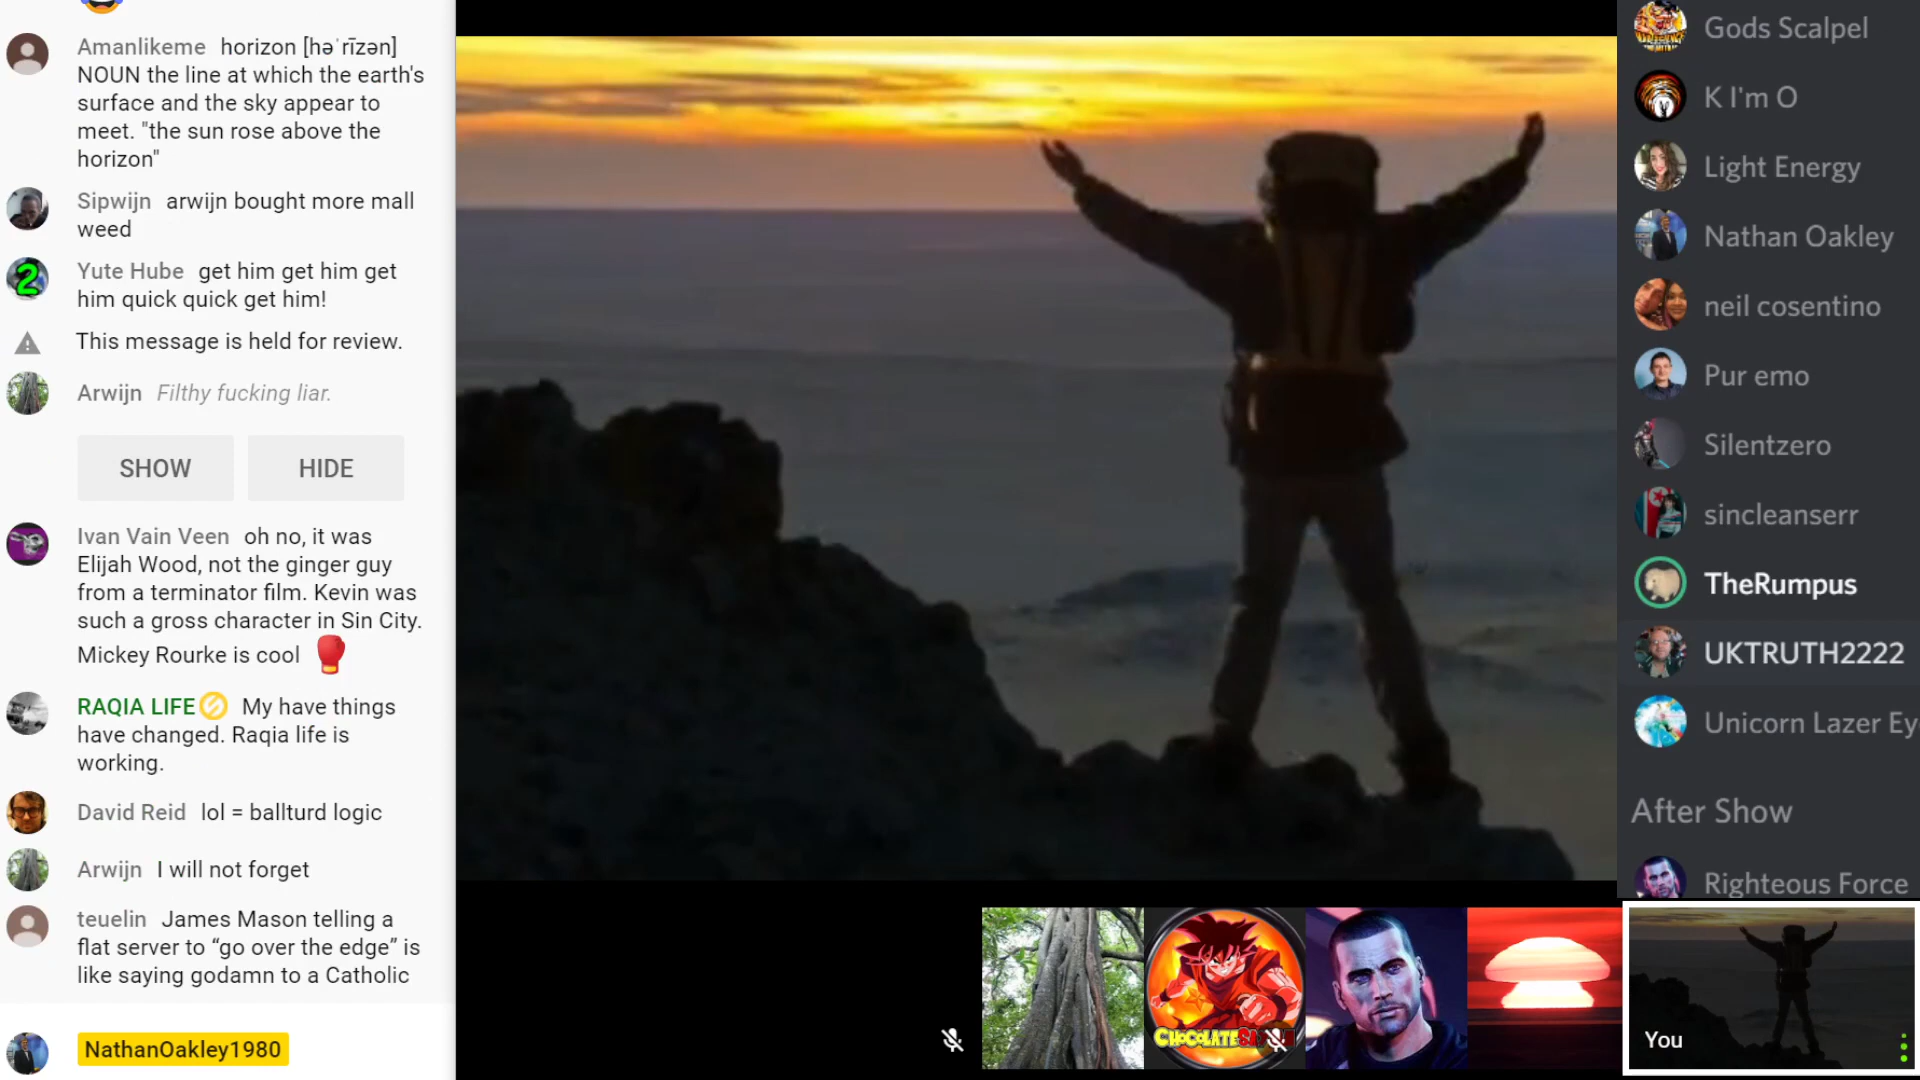 Amanlikeme horizon [həˈrīzən]
NOUN the line at which the earth's
surface and the sky appear to
meet. "the sun rose above the
horizon"
Sipwijn arwijn bought more mall
weed
Yute Hube get him get him get
him quick quick get him!
This message is held for review.
Arwijn Filthy fucking liar.
SHOW HIDE
Ivan Vain Veen oh no, it was
Elijah Wood, not the ginger guy
from a terminator film. Kevin was
such a gross character in Sin City.
Mickey Rourke is cool
RAQIA LIFE My have things
have changed. Raqia life is
working.
David Reid lol = ballturd logic
Arwijn I will not forget
teuelin James Mason telling a
flat server to “go over the edge” is
like saying godamn to a Catholic
NathanOakley1980
Gods Scalpel
K I'm O
Light Energy
Nathan Oakley
neil cosentino
Pur emo
Silentzero
sincleanserr
TheRumpus
UKTRUTH2222
Unicorn Lazer Ey
After Show
Righteous Force
You